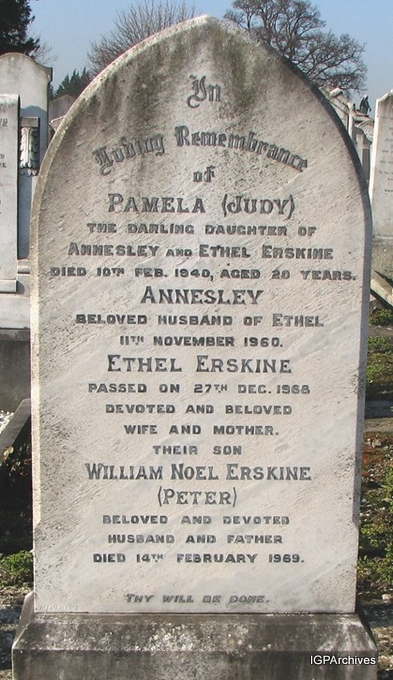 In
Loving Remembrance
of
PAMELA (JUDY)
THE DARLING DAUGHTER OF
ANNESLEY AND ETHEL ERSKINE
DIED 10TH FEB. 1940, AGED 20 YEARS.
ANNESLEY
BELOVED HUSBAND OF ETHEL
11TH NOVEMBER 1960.
ETHEL ERSKINE
PASSED ON 27TH DEC. 1968
DEVOTED AND BELOVED
WIFE AND MOTHER.
THEIR SON
WILLIAM NOEL ERSKINE
(PETER)
BELOVED AND DEVOTED
HUSBAND AND FATHER
DIED 14TH FEBRUARY 1969.
THY WILL BE DONE.
IGPArchives